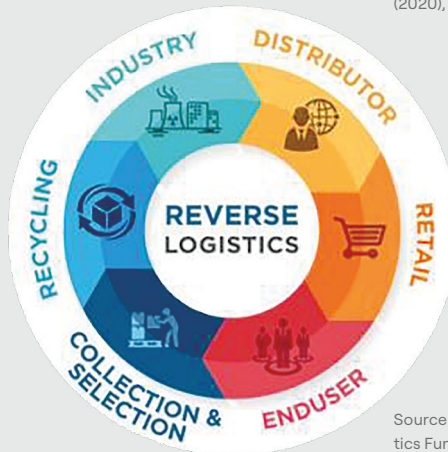 (2020),
INDUSTRY
DISTRIBUTOR
RETAIL
ENDUSER
COLLECTION &
SELECTION
RECYCLING
REVERSE
LOGISTICS
Source
tics Fur